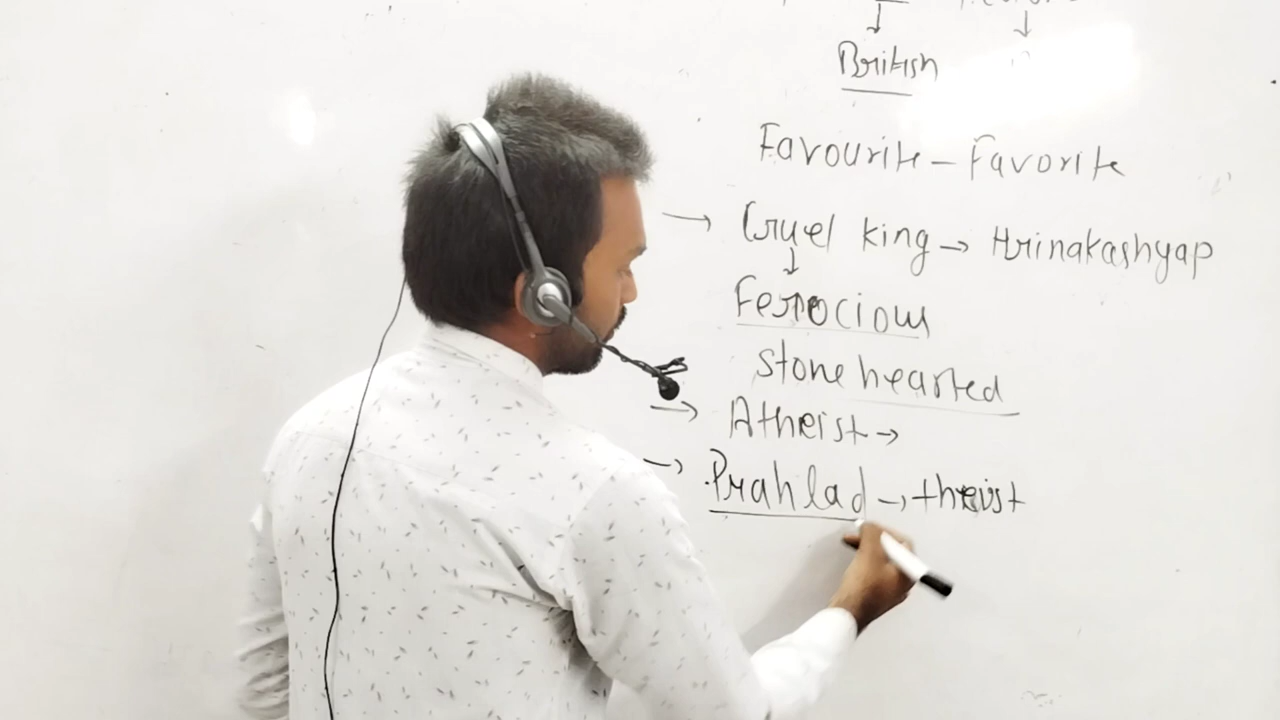 British
Favourite - Favorite
→ Cruel king → Hrinakashyap
↓
Ferocious
stone hearted
→ Atheist →
→ Prahlad → theist